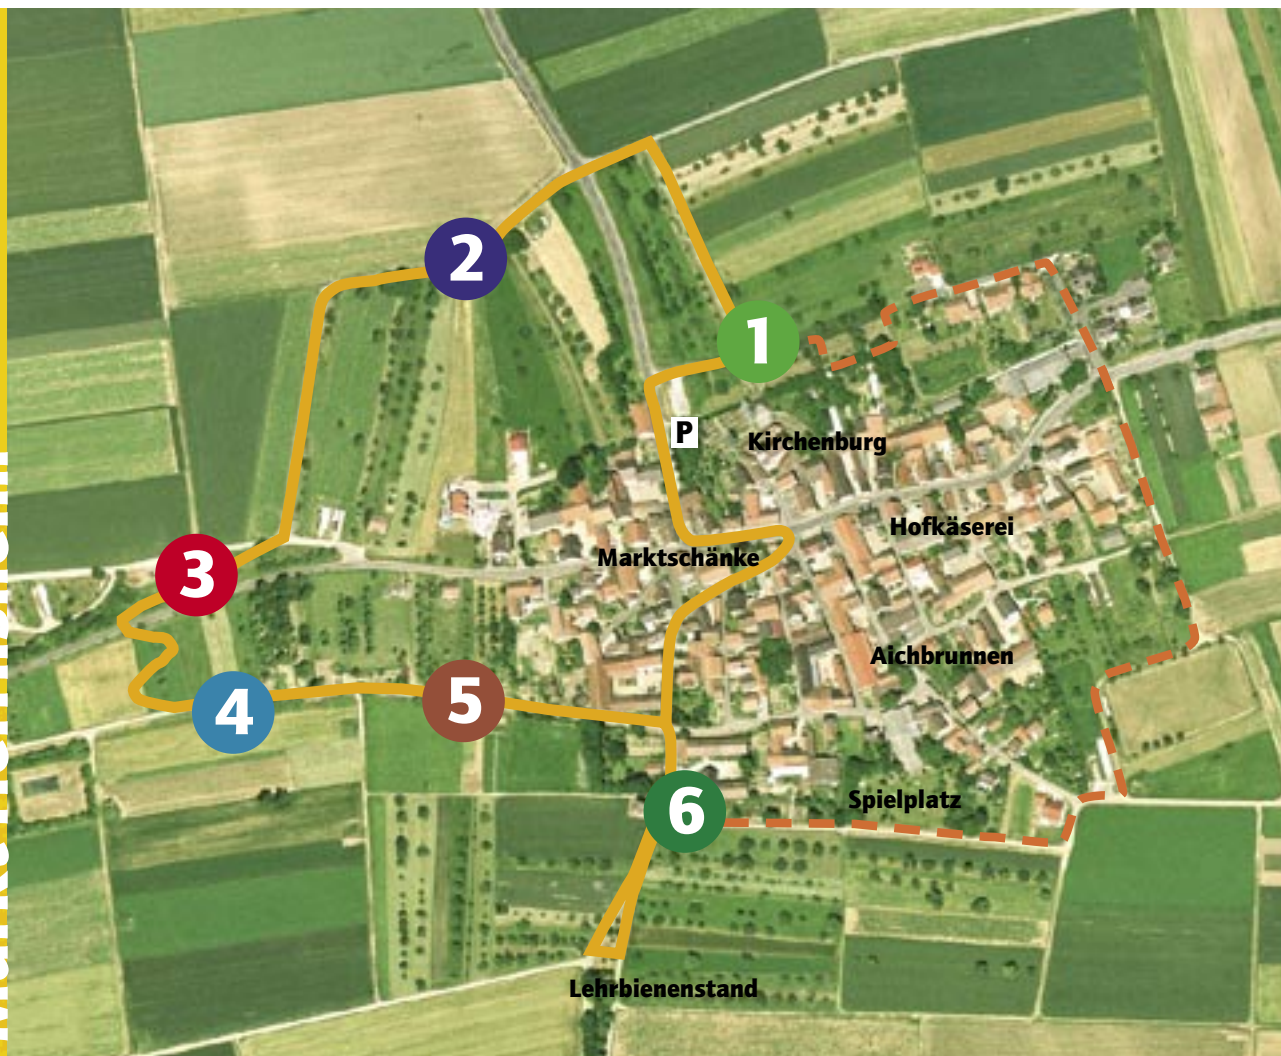 2
1
P
Kirchenburg
Hofkäserei
Marktschänke
3
Aichbrunnen
4
5
Spielplatz
6
Lehrbienenstand